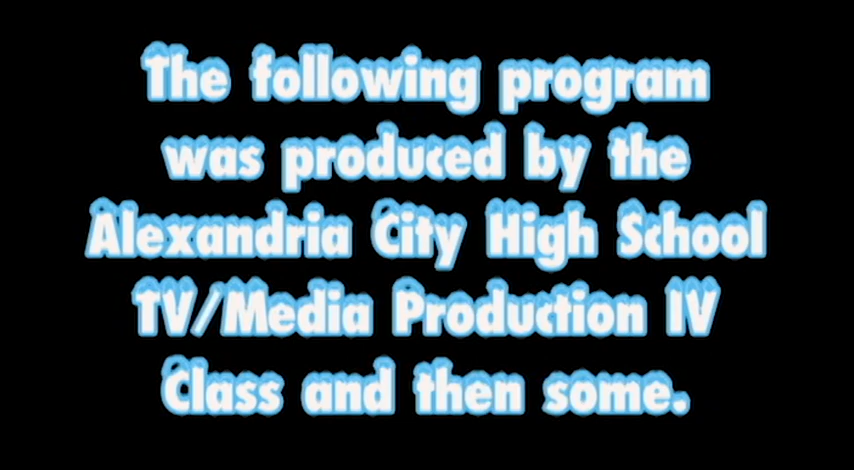 The following program
was produced by the
Alexandria City High School
TV/Media Production IV
Class and then some.